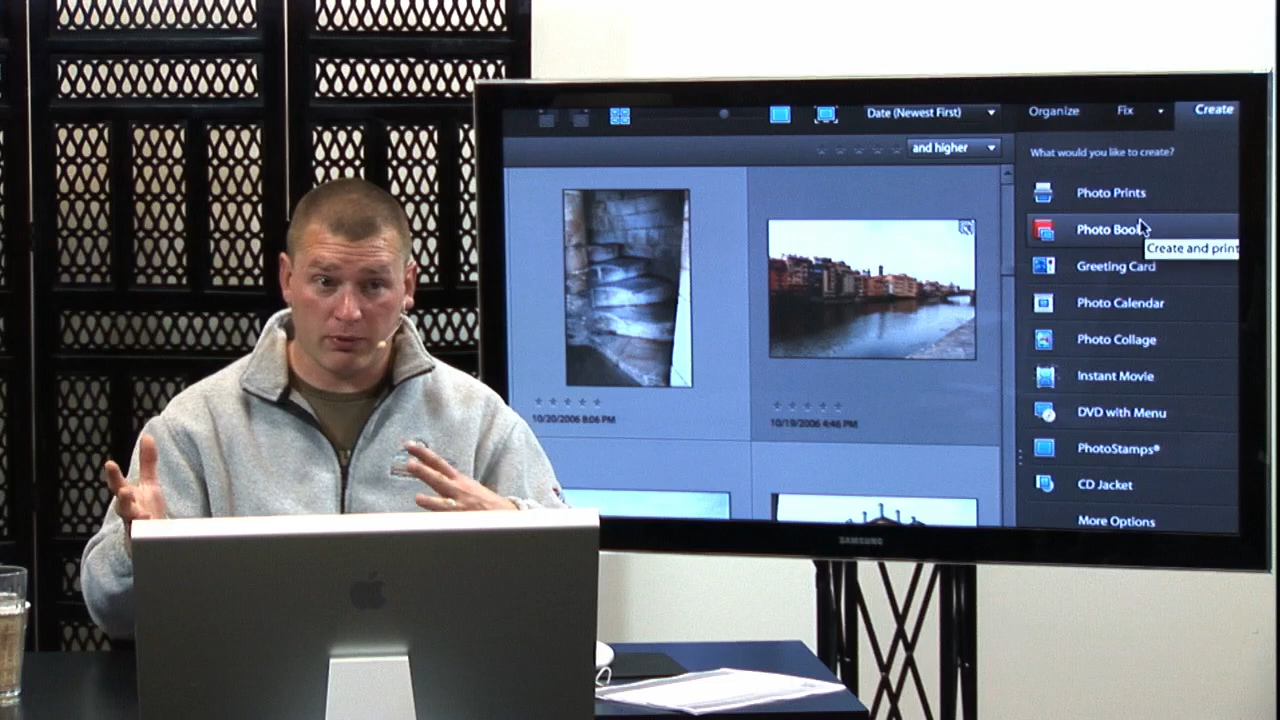 Date (Newest First)
Organize
Fix
Create
and higher
What would you like to create?
Photo Prints
Photo Book
Create and print
Greeting Card
Photo Calendar
Photo Collage
Instant Movie
DVD with Menu
PhotoStamps®
CD Jacket
More Options
10/20/2006 8:06 PM
10/19/2006 4:46 PM
SAMSUNG